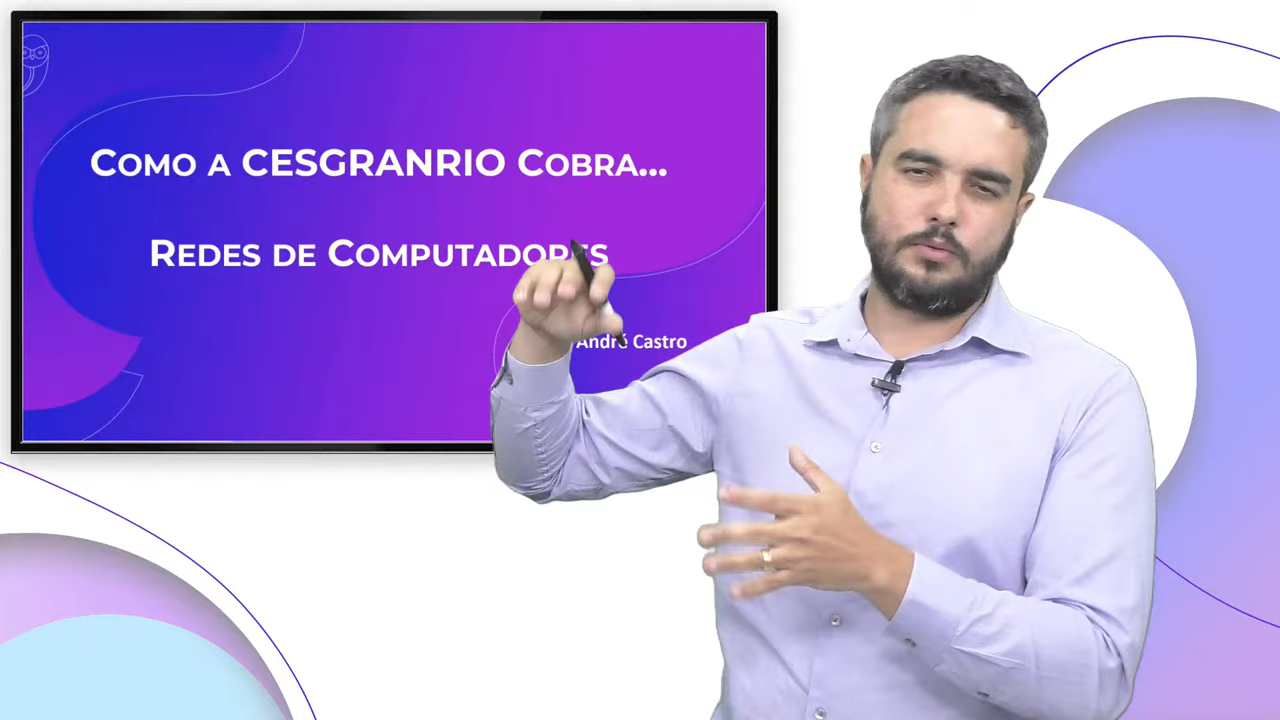 COMO A CESGRANRIO COBRA...
REDES DE COMPUTADORES
André Castro